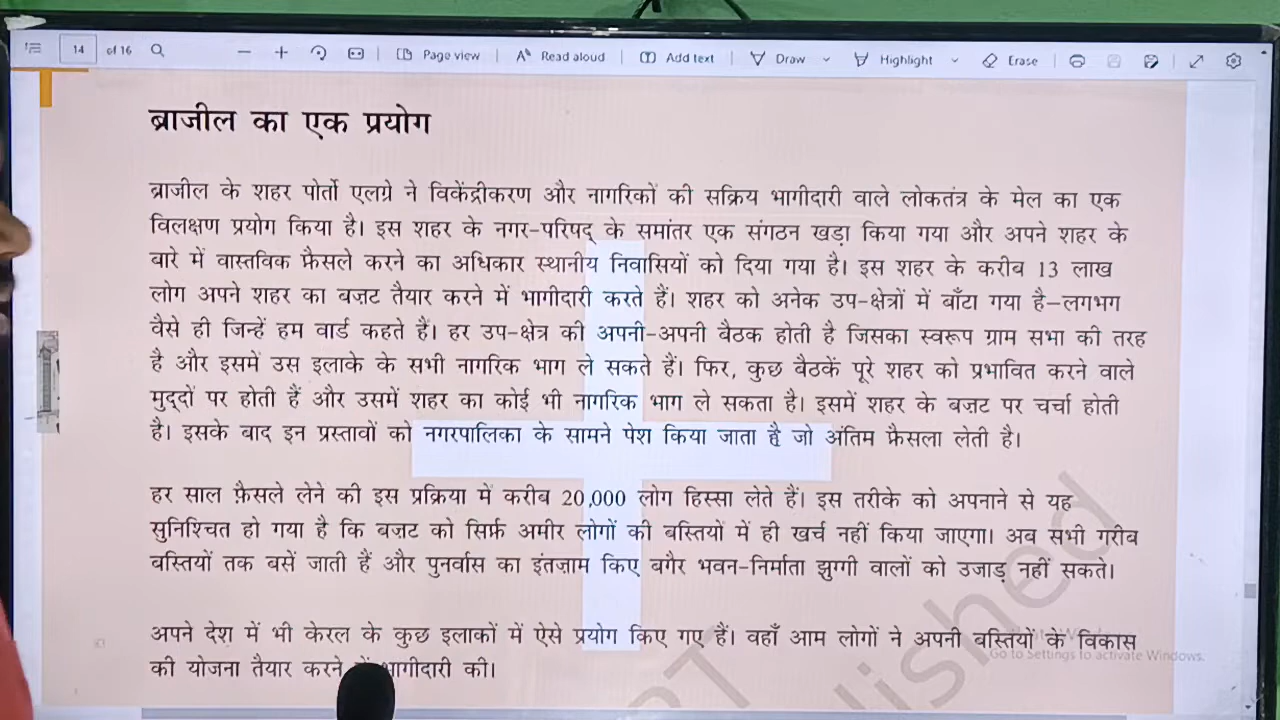 14 of 16 Page view Read aloud Add text Draw Highlight Erase
ब्राजील का एक प्रयोग
ब्राजील के शहर पोर्तो एलग्रे ने विकेंद्रीकरण और नागरिकों की सक्रिय भागीदारी वाले लोकतंत्र के मेल का एक
विलक्षण प्रयोग किया है। इस शहर के नगर-परिषद् के समांतर एक संगठन खड़ा किया गया और अपने शहर के
बारे में वास्तविक फ़ैसले करने का अधिकार स्थानीय निवासियों को दिया गया है। इस शहर के करीब 13 लाख
लोग अपने शहर का बज़ट तैयार करने में भागीदारी करते हैं। शहर को अनेक उप-क्षेत्रों में बाँटा गया है—लगभग
वैसे ही जिन्हें हम वार्ड कहते हैं। हर उप-क्षेत्र की अपनी-अपनी बैठक होती है जिसका स्वरूप ग्राम सभा की तरह
है और इसमें उस इलाके के सभी नागरिक भाग ले सकते हैं। फिर, कुछ बैठकें पूरे शहर को प्रभावित करने वाले
मुद्दों पर होती हैं और उसमें शहर का कोई भी नागरिक भाग ले सकता है। इसमें शहर के बज़ट पर चर्चा होती
है। इसके बाद इन प्रस्तावों को नगरपालिका के सामने पेश किया जाता है जो अंतिम फ़ैसला लेती है।
हर साल फ़ैसले लेने की इस प्रक्रिया में करीब 20,000 लोग हिस्सा लेते हैं। इस तरीके को अपनाने से यह
सुनिश्चित हो गया है कि बज़ट को सिर्फ़ अमीर लोगों की बस्तियों में ही खर्च नहीं किया जाएगा। अब सभी गरीब
बस्तियों तक बसें जाती हैं और पुनर्वास का इंतज़ाम किए बगैर भवन-निर्माता झुग्गी वालों को उजाड़ नहीं सकते।
अपने देश में भी केरल के कुछ इलाकों में ऐसे प्रयोग किए गए हैं। वहाँ आम लोगों ने अपनी बस्तियों के विकास
Go to Settings to activate Windows.
की योजना तैयार करने में भागीदारी की।